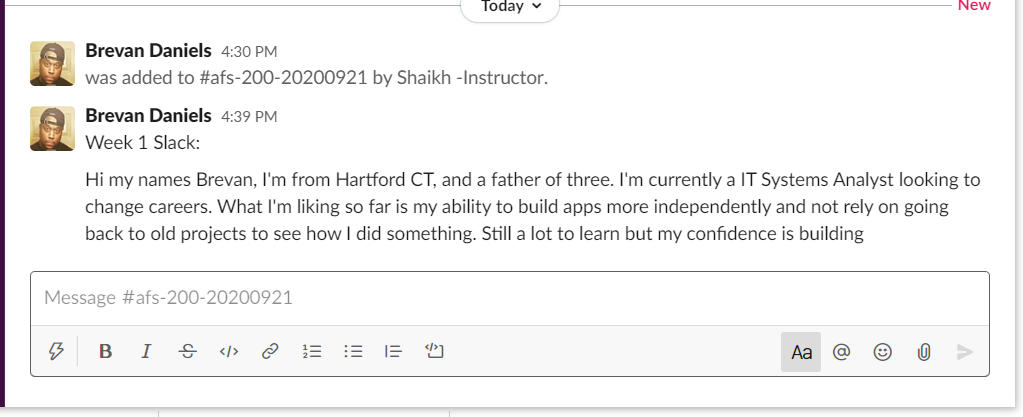 Today
New
Brevan Daniels 4:30 PM
was added to #afs-200-20200921 by Shaikh -Instructor.
Brevan Daniels 4:39 PM
Week 1 Slack:
Hi my names Brevan, I'm from Hartford CT, and a father of three. I'm currently a IT Systems Analyst looking to
change careers. What I'm liking so far is my ability to build apps more independently and not rely on going
back to old projects to see how I did something. Still a lot to learn but my confidence is building
Message #afs-200-20200921
B I S </> Aa @